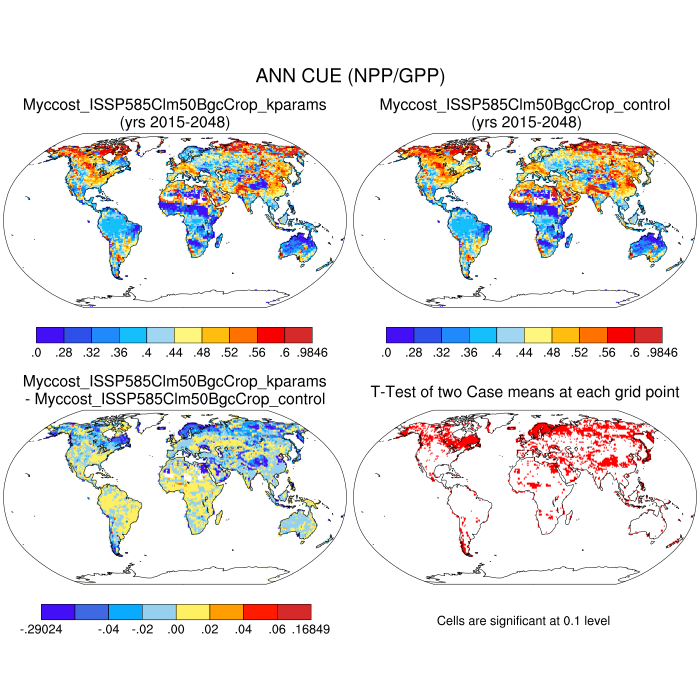 ANN CUE (NPP/GPP)
Myccost_ISSP585Clm50BgcCrop_kparams
(yrs 2015-2048)
Myccost_ISSP585Clm50BgcCrop_control
(yrs 2015-2048)
.0 .28 .32 .36 .4 .44 .48 .52 .56 .6 .9846
.0 .28 .32 .36 .4 .44 .48 .52 .56 .6 .9846
Myccost_ISSP585Clm50BgcCrop_kparams
- Myccost_ISSP585Clm50BgcCrop_control
T-Test of two Case means at each grid point
-.29024 -.04 -.02 .00 .02 .04 .06 .16849
Cells are significant at 0.1 level